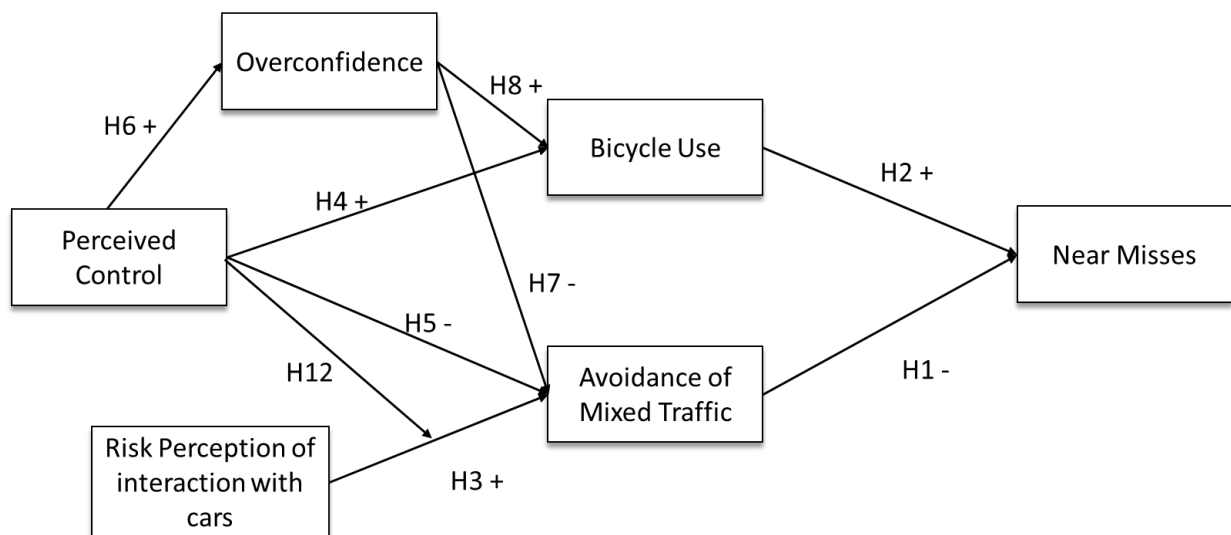 Overconfidence
H8 +
H6 +
Bicycle Use
H2 +
H4 +
Perceived
Control
Near Misses
H7 -
H5 -
H12
Avoidance of
Mixed Traffic
H1 -
Risk Perception of
interaction with
cars
H3 +